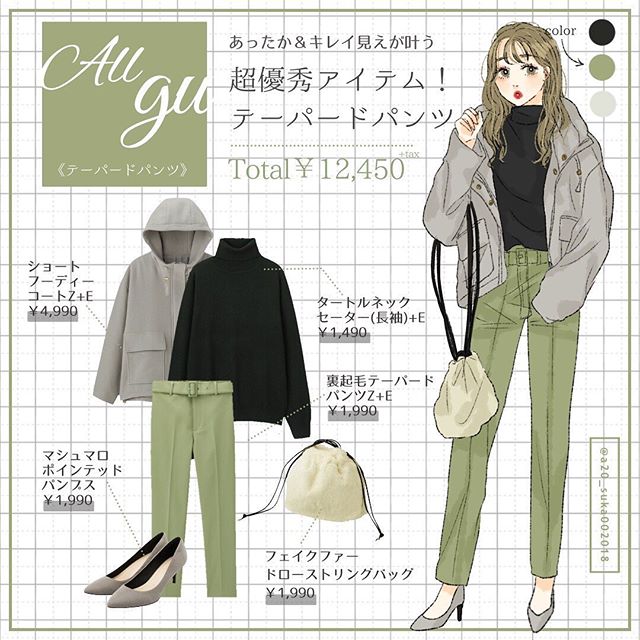 All
gu
《テーパードパンツ》
あったか＆キレイ見えが叶う
超優秀アイテム！
テーパードパンツ
Total￥12,450+tax
color
ショート
フーディー
コートZ+E
￥4,990
タートルネック
セーター(長袖)+E
￥1,490
裏起毛テーパード
パンツZ+E
￥1,990
マシュマロ
ポインテッド
パンプス
￥1,990
フェイクファー
ドローストリングバッグ
￥1,990
@a20_suka002018